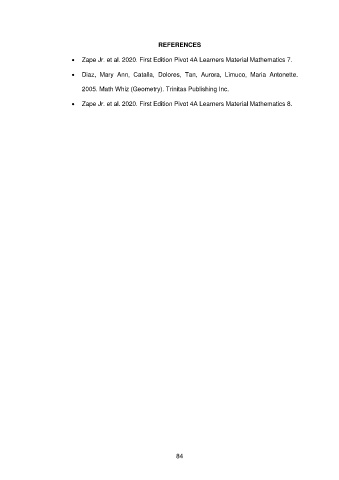 REFERENCES
• Zape Jr. et al. 2020. First Edition Pivot 4A Learners Material Mathematics 7.
• Diaz, Mary Ann, Catalla, Dolores, Tan, Aurora, Limuco, Maria Antonette.
2005. Math Whiz (Geometry). Trinitas Publishing Inc.
• Zape Jr. et al. 2020. First Edition Pivot 4A Learners Material Mathematics 8.
84